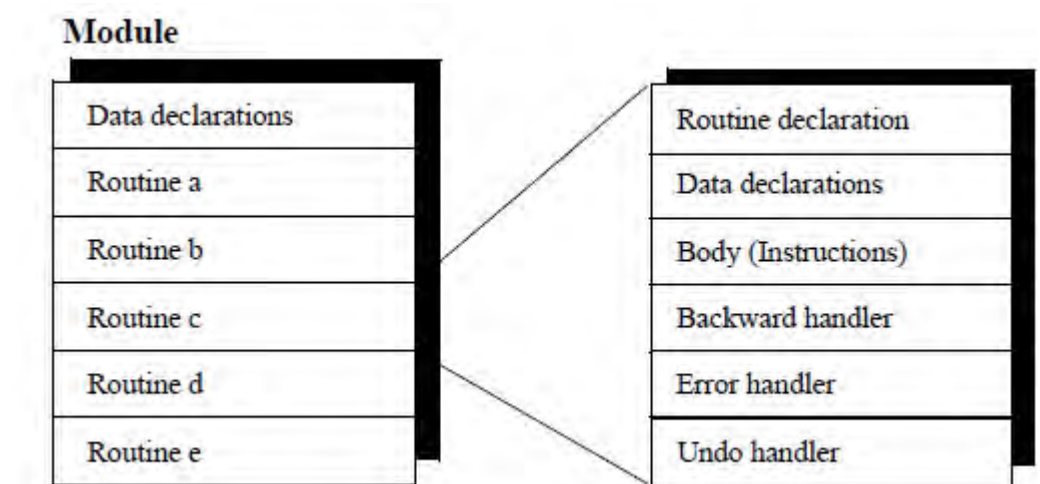 Module
Data declarations
Routine a
Routine b
Routine c
Routine d
Routine e
Routine declaration
Data declarations
Body (Instructions)
Backward handler
Error handler
Undo handler